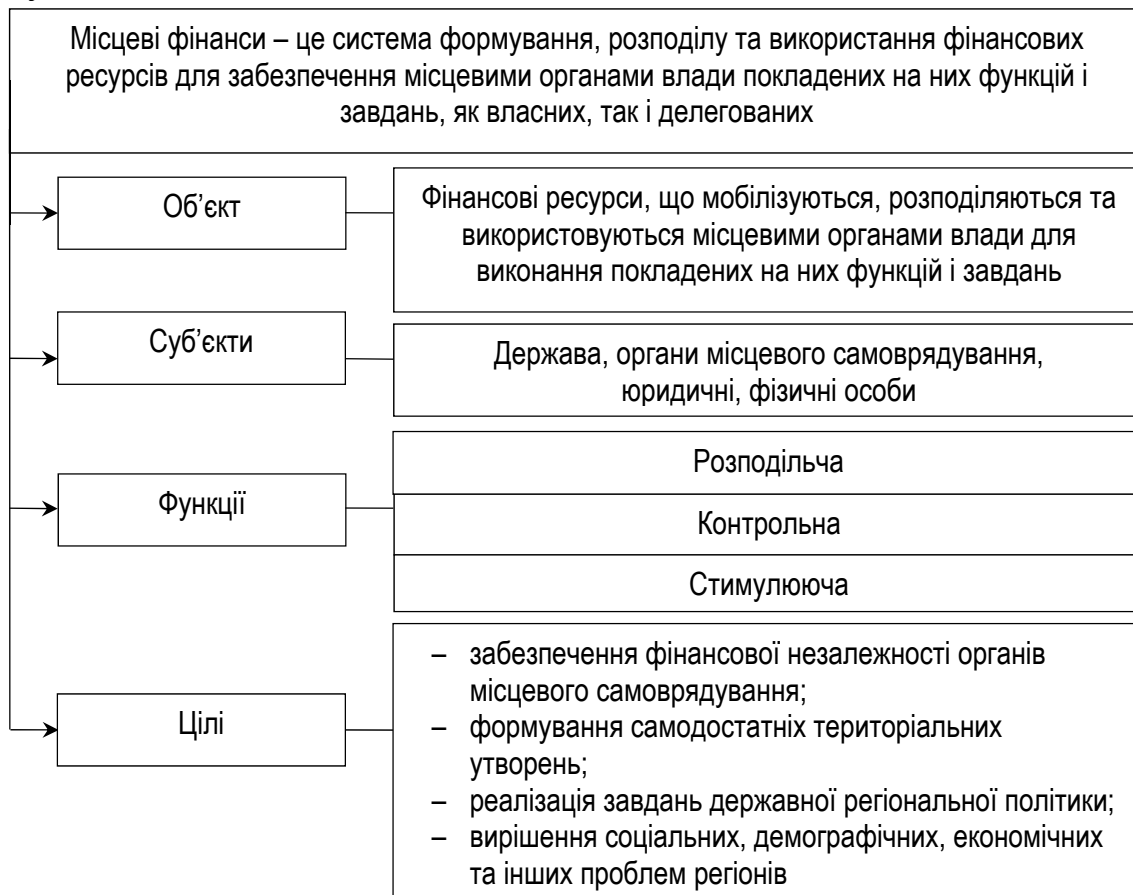 Місцеві фінанси – це система формування, розподілу та використання фінансових
ресурсів для забезпечення місцевими органами влади покладених на них функцій і
завдань, як власних, так і делегованих
Об’єкт
Фінансові ресурси, що мобілізуються, розподіляються та
використовуються місцевими органами влади для
виконання покладених на них функцій і завдань
Суб’єкти
Держава, органи місцевого самоврядування,
юридичні, фізичні особи
Функції
Розподільча
Контрольна
Стимулююча
Цілі
– забезпечення фінансової незалежності органів
місцевого самоврядування;
– формування самодостатніх територіальних
утворень;
– реалізація завдань державної регіональної політики;
– вирішення соціальних, демографічних, економічних
та інших проблем регіонів